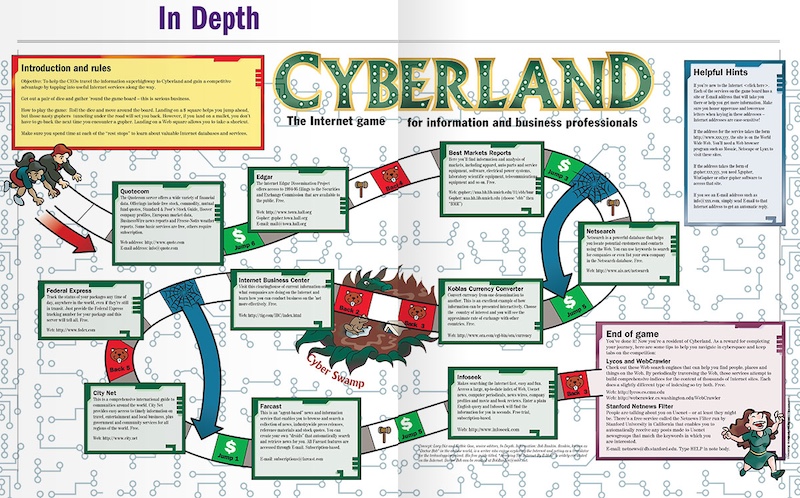 In Depth
CYBERLAND
The Internet game for information and business professionals
Introduction and rules
Objective: To help the CEOs travel the information superhighway to Cyberland and gain a competitive
advantage by tapping into useful Internet services along the way.
Get out a pair of dice and gather 'round the game board – this is serious business.
How to play the game: Roll the dice and move around the board. Landing on a $ square helps you jump ahead,
but those nasty gophers tunneling under the road will set you back. However, if you land on a mallet, you don't
have to go back the next time you encounter a gopher. Landing on a Web square allows you to take a shortcut.
Make sure you spend time at each of the "rest stops" to learn about valuable Internet databases and services.
Helpful Hints
If you're new to the Internet <click here>.
Each of the services on the game board has a
site or E-mail address that will take you
there or help you get more information. Make
sure you honor uppercase and lowercase
letters when keying in these addresses –
Internet addresses are case-sensitive!
If the address for the service takes the form
http://www.xxx.yyy, the site is on the World
Wide Web. You'll need a Web browser
program such as Mosaic, Netscape or Lynx to
visit these sites.
If the address takes the form of
gopher.xxx.yyy, you need
or other gopher software to
access that site.
If you see an E-mail address such as
info@xxx.com, simply send E-mail to that
Internet address to get an automatic reply.
Quotecom
The Quotecom server offers a wide variety of financial
data. Offerings include free stock, commodity, mutual
fund quotes, Standard & Poor's Stock Guide, Hoover
company profiles, European market data,
BusinessWire news reports and Freese-Notis weather
reports. Some basic services are free, others require
subscription.
Web address: http://www.quote.com
E-mail address: info@quote.com
Jump 6
Edgar
The Internet Edgar Dissemination Project
offers access to 1994-95 filings to the Securities
and Exchange Commission that are available to
the public. Free.
Web: http://www.town.hall.org
Gopher: gopher.town.hall.org
E-mail: mail@town.hall.org
Back 4
Best Markets Reports
Here you'll find information and analysis of
markets, including apparel, auto parts and service
equipment, software, electrical power systems,
laboratory scientific equipment, telecommunication
equipment and so on. Free.
Jump 3
Netsearch
Netsearch is a powerful database that helps
you locate potential customers and contacts
using the Web. You can use keywords to search
for companies or even list your own company
in the Netsearch database. Free.
Web: http://www.ais.net/netsearch
Jump 5
Koblas Currency Converter
Convert currency from one denomination to
another. This is an excellent example of how
information can be presented interactively. Choose
the country of interest and you will see the
approximate rate of exchange with other
countries. Free.
Web: http://www.ora.com/cgi-bin/ora/currency
Back 3
Back 2
Cyber Swamp
Internet Business Center
Visit this clearinghouse of current information about
what companies are doing on the Internet and
learn how you can conduct business on the 'net
more effectively. Free.
Web: http://tig.com/IBC/index.html
Federal Express
Track the status of your packages any time of
day, anywhere in the world, even if they're still
in transit. Just provide the Federal Express
tracking number for your package and this
server will tell all. Free.
Web: http://www.fedex.com
Back 5
City Net
This is a comprehensive international guide to
communities around the world. City Net
provides easy access to timely information on
travel, entertainment and local business, plus
government and community services for all
regions of the world. Free.
Web: http://www.city.net
Jump 1
Farcast
This is an "agent-based" news and information
service that enables you to browse and search a
collection of news, industrywide press releases,
reference materials and stock quotes. You can
create your own "droids" that automatically search
and retrieve news for you. All Farcast features are
accessed through E-mail. Subscription-based.
E-mail: subscriptions@farcast.com
Jump 5
Infoseek
Makes searching the Internet fast, easy and fun.
Access a large, up-to-date index of Web, Usenet
news, computer periodicals, news wires, company
profiles and movie and book reviews. Enter a plain
English query and Infoseek will find the
information for you in seconds. Free trial,
subscription-based.
Web: http://www.infoseek.com
Back 3
End of game
You've done it! Now you're a resident of Cyberland. As a reward for completing
your journey, here are some tips to help you navigate in cyberspace and keep
tabs on the competition:
Lycos and WebCrawler
Check out these Web search engines that can help you find people, places and
things on the Web. By periodically traversing the Web, these services attempt to
build comprehensive indices for the content of thousands of Internet sites. Each
does a slightly different type of indexing so try both. Free.
Web: http://lycos.cs.cmu.edu
Web: http://webcrawler.cs.washington.edu/WebCrawler
Stanford Netnews Filter
People are talking about you on Usenet – or at least they might
be. There's a free service called the Netnews Filter run by
Stanford University in California that enables you to
automatically receive any posts made to Usenet
newsgroups that match the keywords in which you
are interested.
E-mail: netnews@db.stanford.edu. Type HELP in note body.